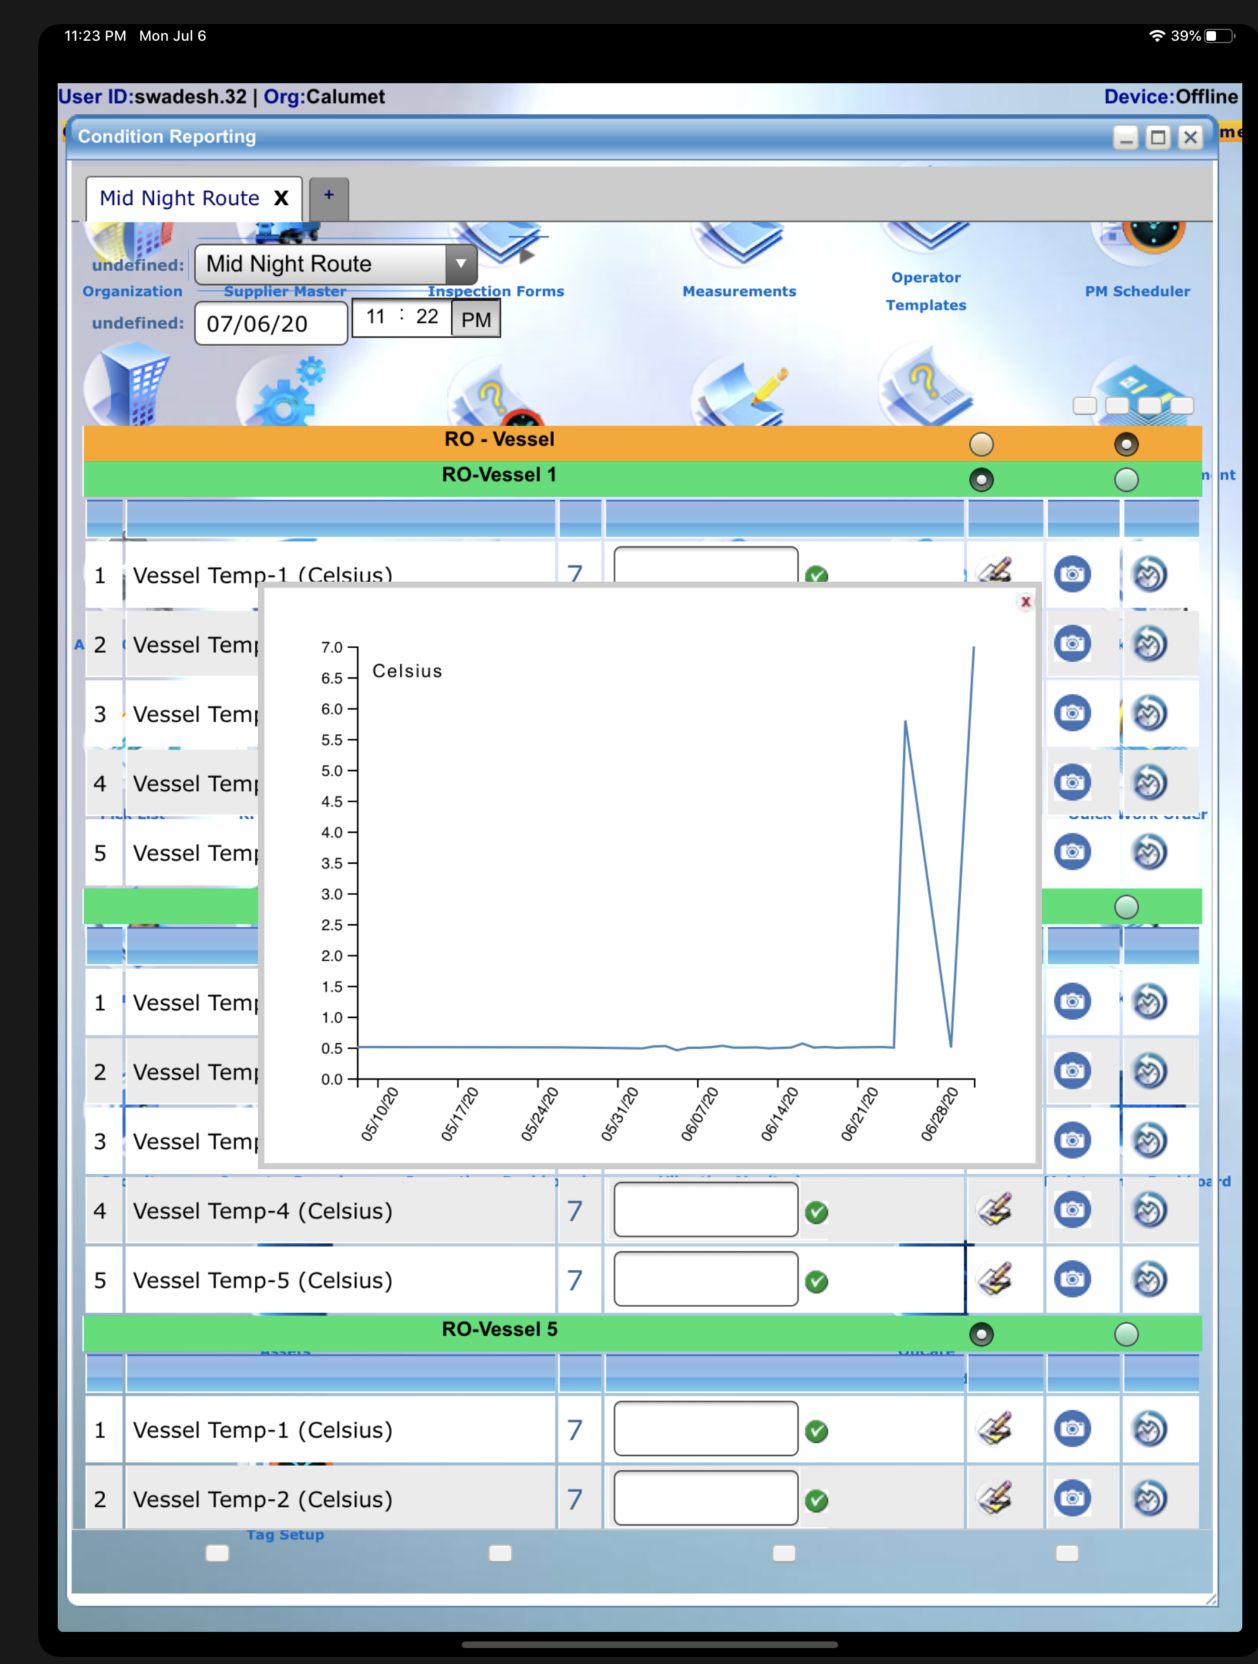 11:23 PM Mon Jul 6
39%
User ID:swadesh.32 | Org:Calumet
Device:Offline
Condition Reporting
me
Mid Night Route X
+
undefined:
Mid Night Route
Organization
Supplier Master
Inspection Forms
Measurements
Operator
Templates
PM Scheduler
undefined:
07/06/20
11 : 22 PM
RO - Vessel
RO-Vessel 1
1 Vessel Temp-1 (Celsius) 7
2 Vessel Temp
3 Vessel Temp
4 Vessel Temp
5 Vessel Temp
x
Celsius
7.0
6.5
6.0
5.5
5.0
4.5
4.0
3.5
3.0
2.5
2.0
1.5
1.0
0.5
0.0
05/10/20
05/17/20
05/24/20
05/31/20
06/07/20
06/14/20
06/21/20
06/28/20
Quick Work Order
1 Vessel Temp
2 Vessel Temp
3 Vessel Temp
4 Vessel Temp-4 (Celsius) 7
5 Vessel Temp-5 (Celsius) 7
RO-Vessel 5
Assets
1 Vessel Temp-1 (Celsius) 7
2 Vessel Temp-2 (Celsius) 7
Tag Setup